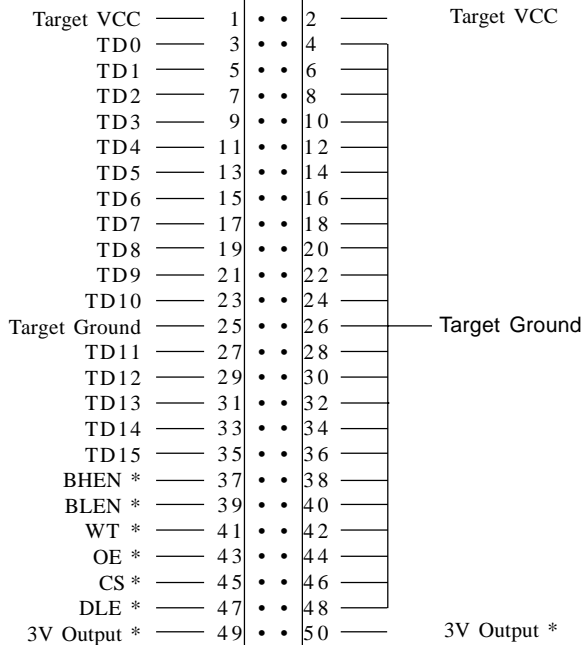 Target VCC 1 • • 2 Target VCC
TD0 3 • • 4
TD1 5 • • 6
TD2 7 • • 8
TD3 9 • • 10
TD4 11 • • 12
TD5 13 • • 14
TD6 15 • • 16
TD7 17 • • 18
TD8 19 • • 20
TD9 21 • • 22
TD10 23 • • 24
Target Ground 25 • • 26 Target Ground
TD11 27 • • 28
TD12 29 • • 30
TD13 31 • • 32
TD14 33 • • 34
TD15 35 • • 36
BHEN * 37 • • 38
BLEN * 39 • • 40
WT * 41 • • 42
OE * 43 • • 44
CS * 45 • • 46
DLE * 47 • • 48
3V Output * 49 • • 50 3V Output *